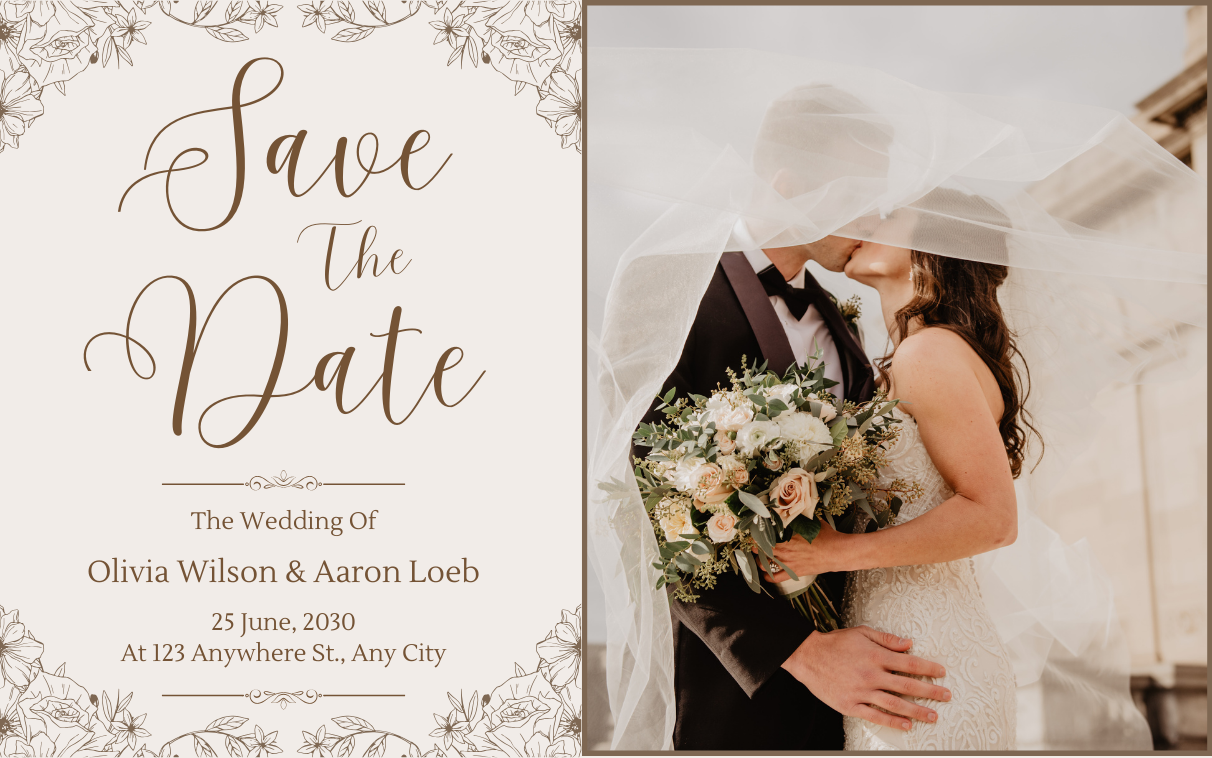 Save
The
Date
The Wedding Of
Olivia Wilson & Aaron Loeb
25 June, 2030
At 123 Anywhere St., Any City